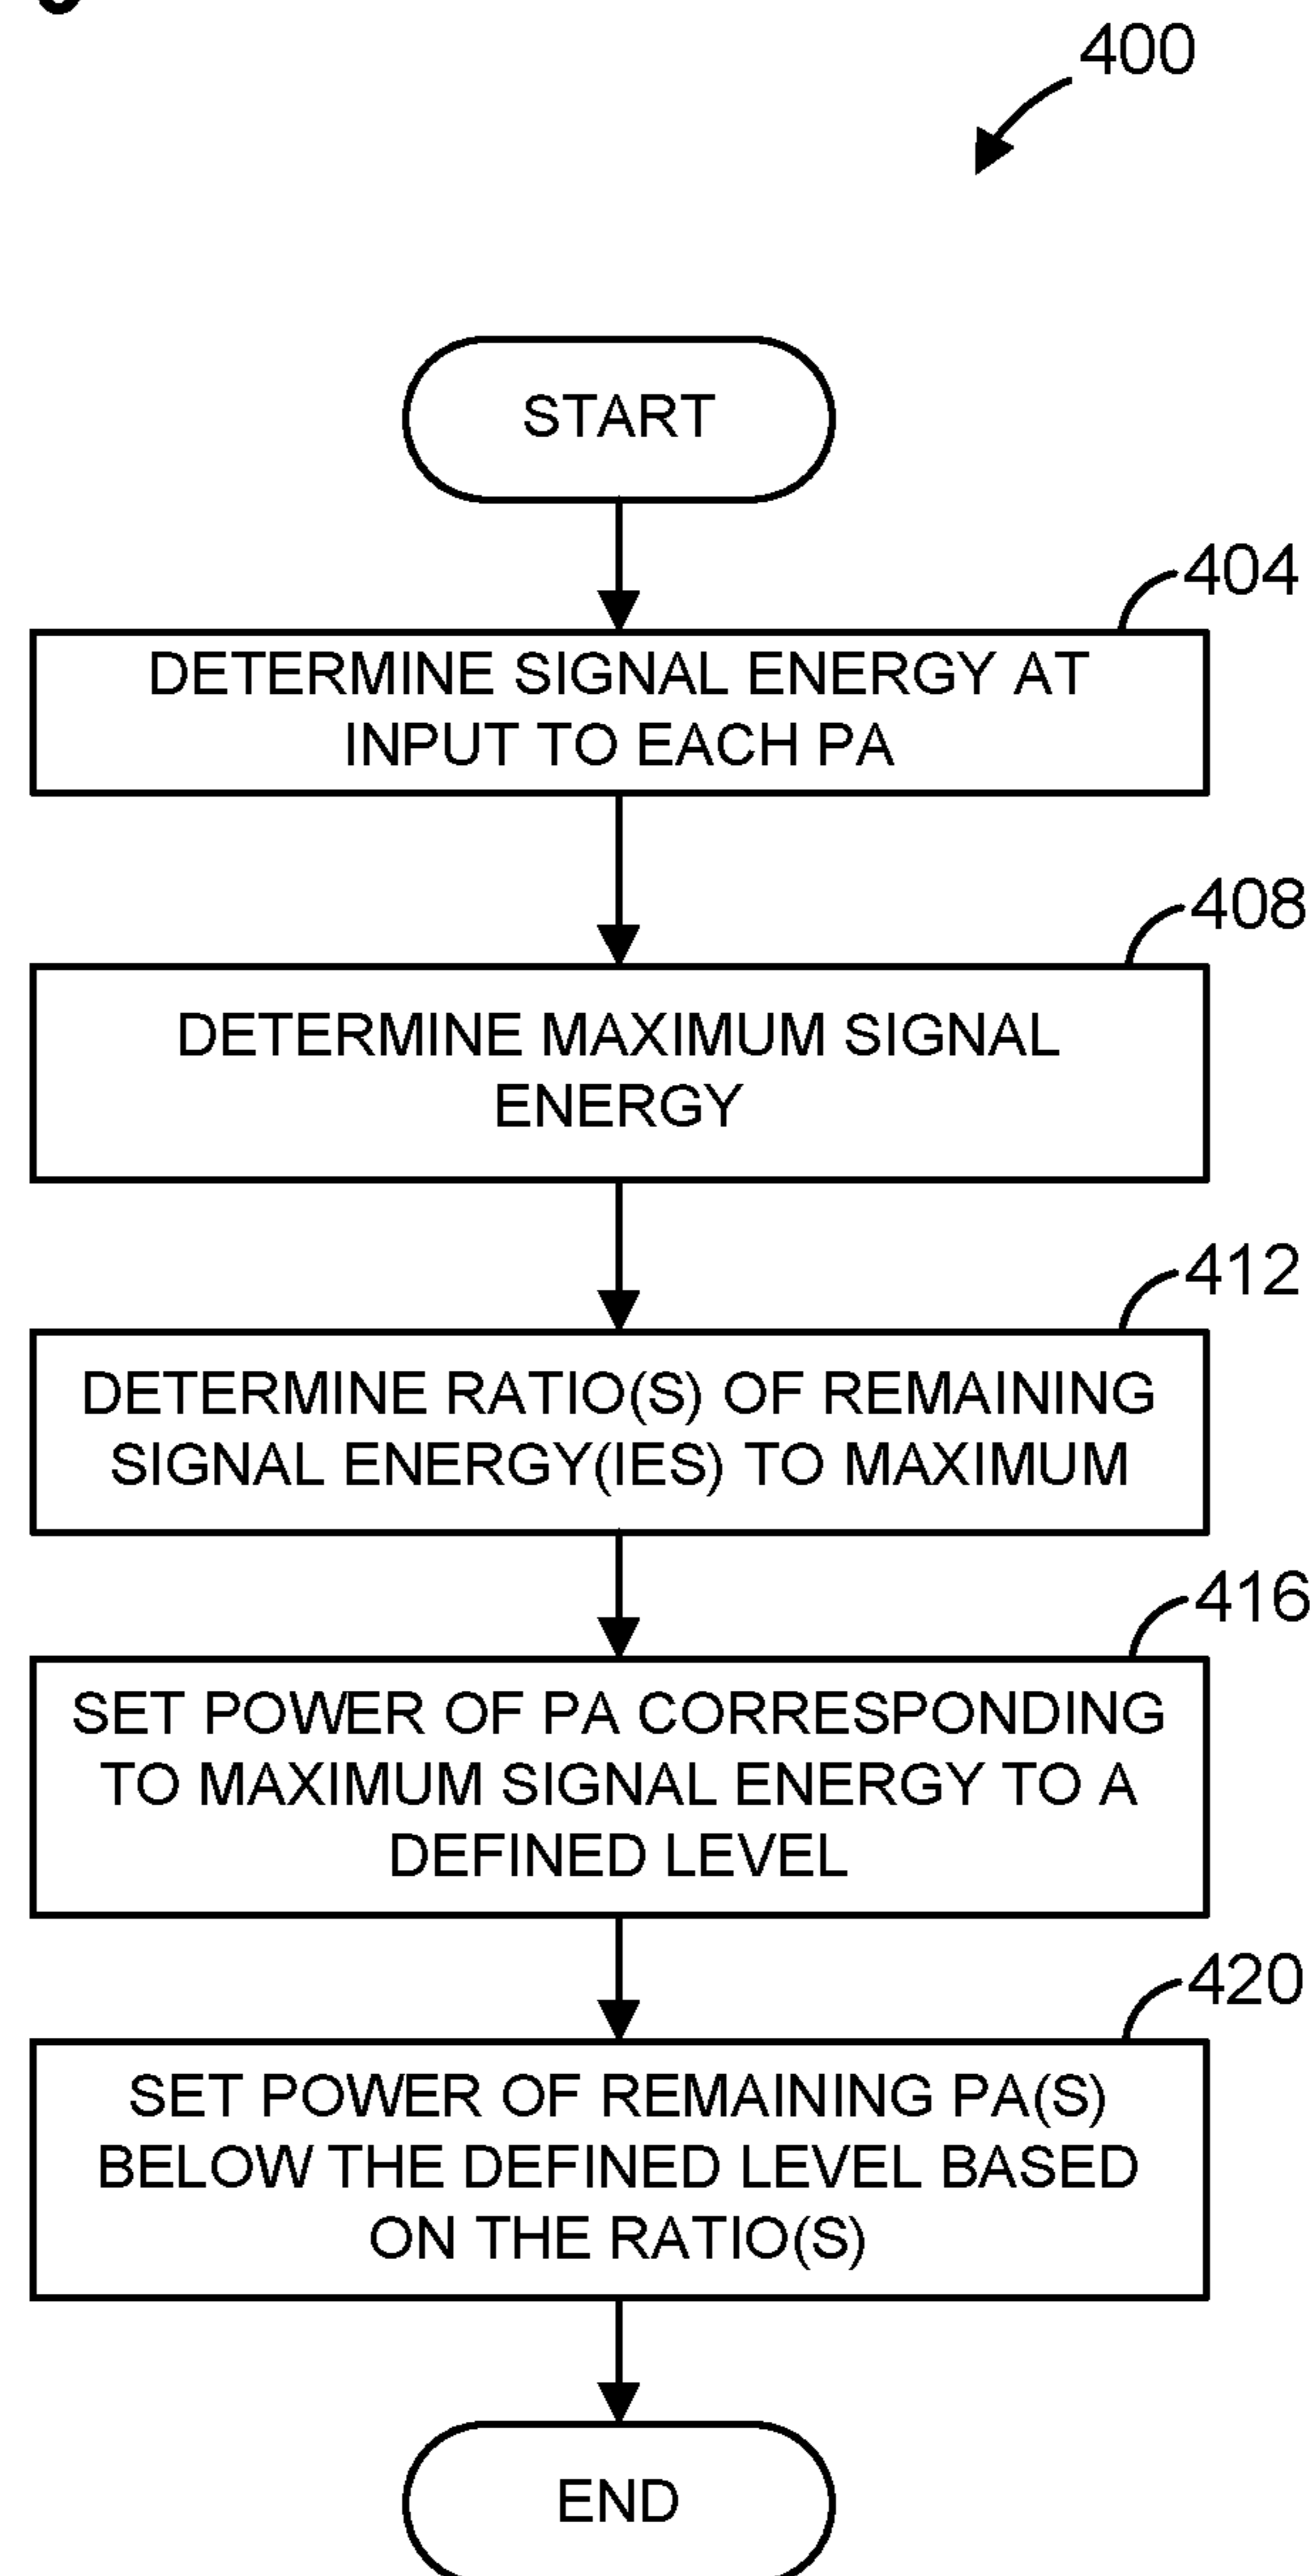 400
START
404
DETERMINE SIGNAL ENERGY AT
INPUT TO EACH PA
408
DETERMINE MAXIMUM SIGNAL
ENERGY
412
DETERMINE RATIO(S) OF REMAINING
SIGNAL ENERGY(IES) TO MAXIMUM
416
SET POWER OF PA CORRESPONDING
TO MAXIMUM SIGNAL ENERGY TO A
DEFINED LEVEL
420
SET POWER OF REMAINING PA(S)
BELOW THE DEFINED LEVEL BASED
ON THE RATIO(S)
END